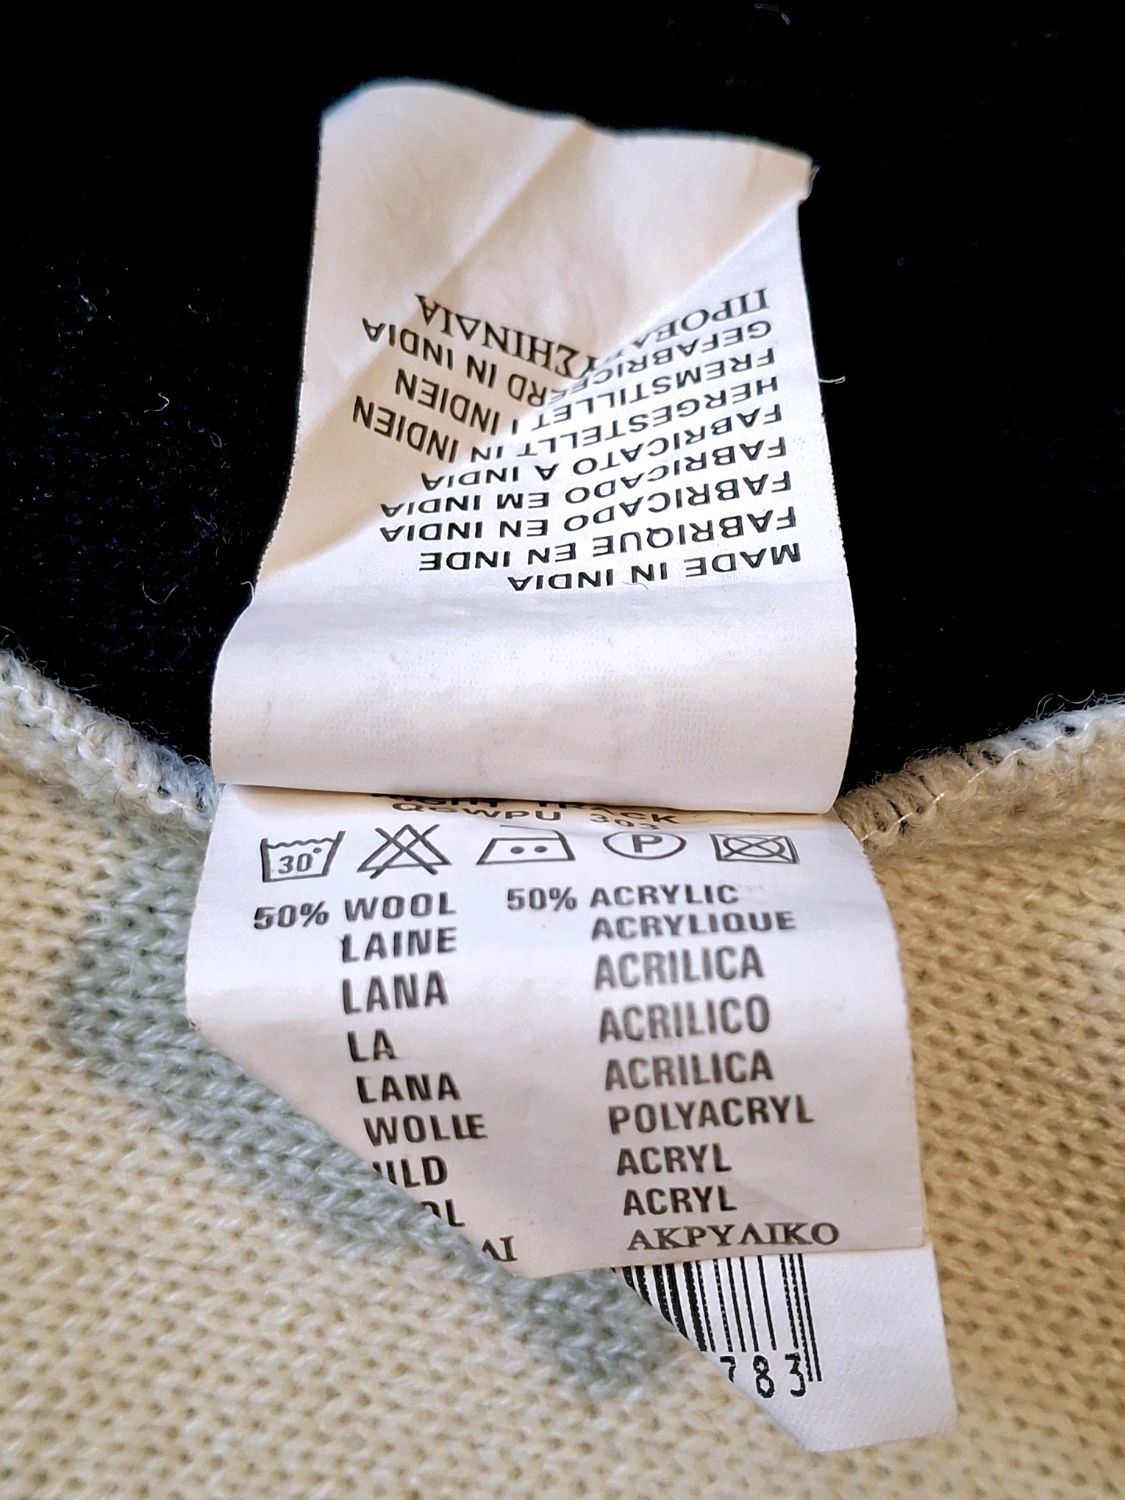 MADE IN INDIA
FABRIQUE EN INDE
FABRICADO EN INDIA
FABRICADO EM INDIA
FABRICATO A INDIA
HERGESTELLT IN INDIEN
FREMSTILLET I INDIEN
IN INDIA
QGWPU 303
30° P
50% WOOL 50% ACRYLIC
LAINE ACRYLIQUE
LANA ACRILICA
LA ACRILICO
LANA ACRILICA
WOLLE POLYACRYL
ACRYL
ACRYL
ΑΚΡΥΛΙΚΟ
783